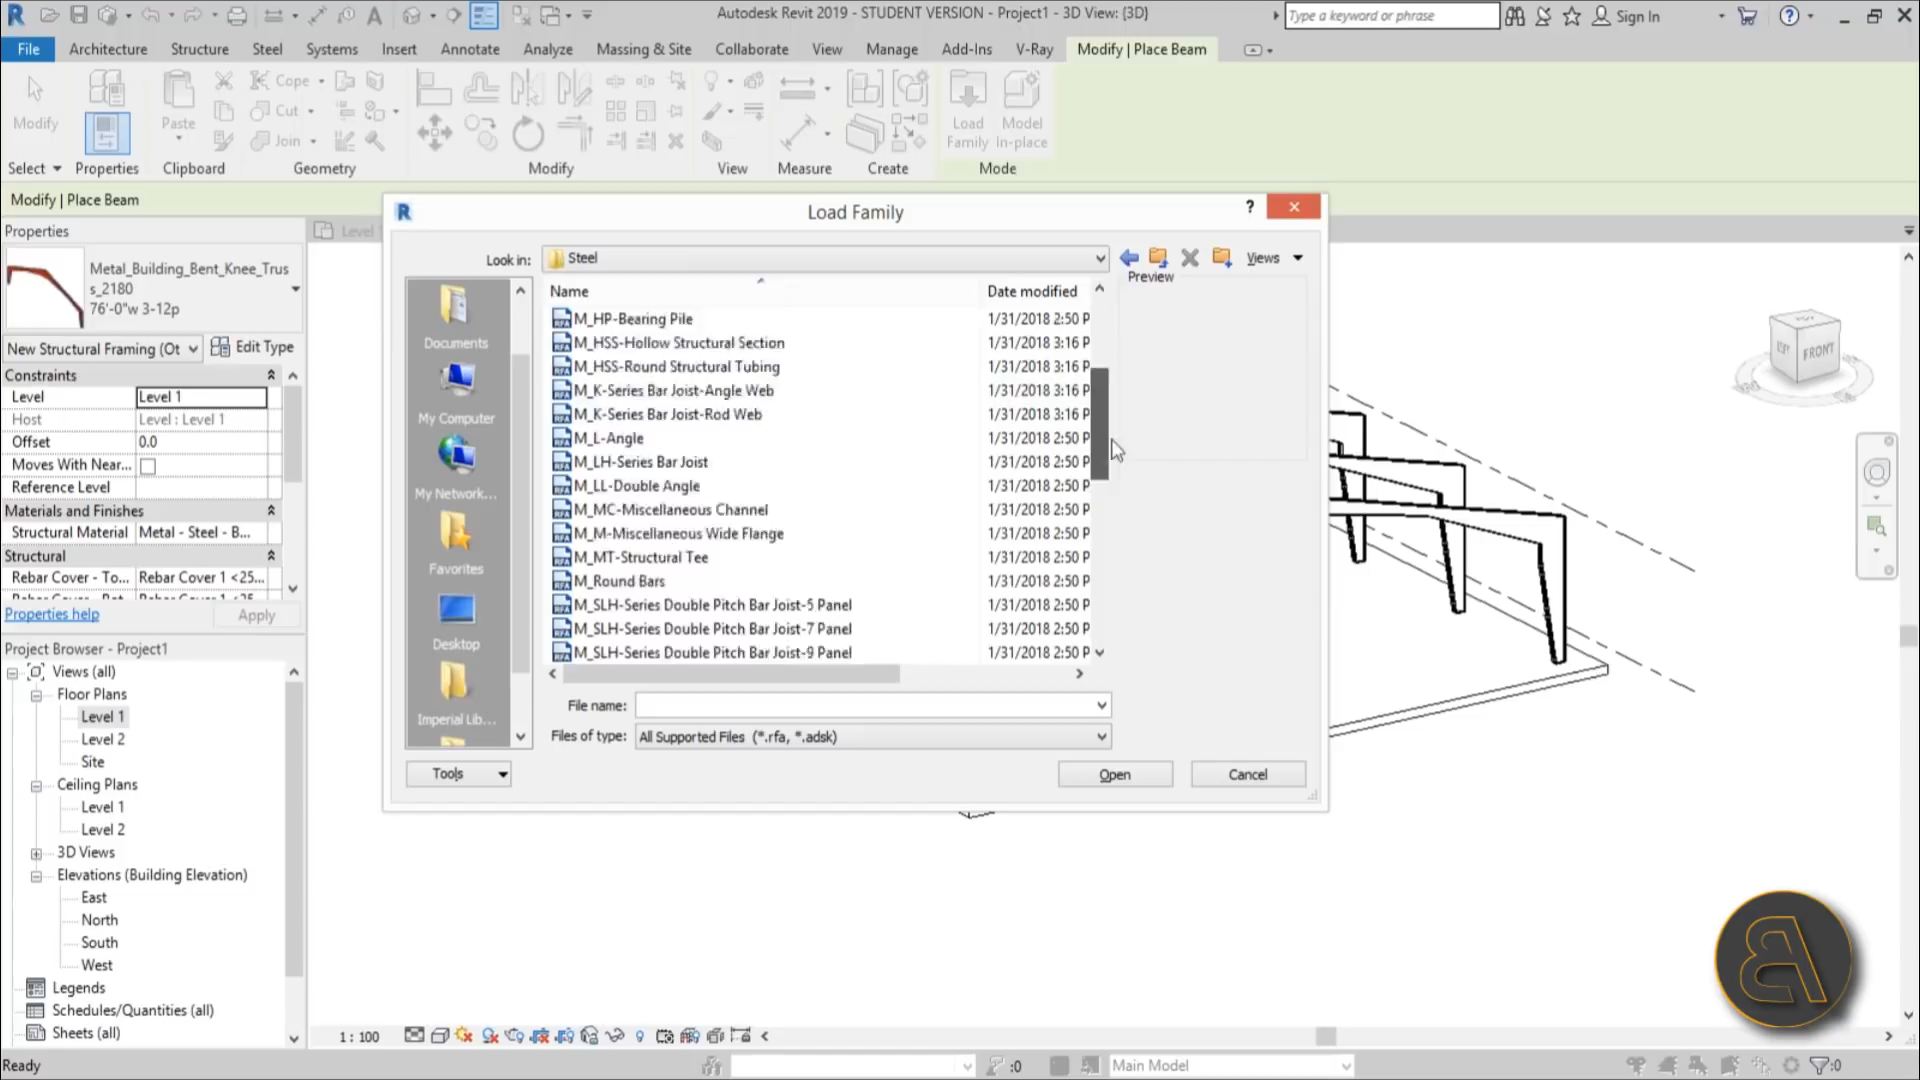 Autodesk Revit 2019 - STUDENT VERSION - Project1 - 3D View: {3D}
Type a keyword or phrase
Sign In
File Architecture Structure Steel Systems Insert Annotate Analyze Massing & Site Collaborate View Manage Add-Ins V-Ray Modify | Place Beam
Cope
Cut
Join
Modify
Paste
Load Family
Model In-place
Select Properties Clipboard Geometry Modify View Measure Create Mode
Modify | Place Beam
Properties
Metal_Building_Bent_Knee_Trus
s_2180
76'-0"w 3-12p
New Structural Framing (Ot
Edit Type
Constraints
Level Level 1
Host Level : Level 1
Offset 0.0
Moves With Near...
Reference Level
Materials and Finishes
Structural Material Metal - Steel - B...
Structural
Rebar Cover - To... Rebar Cover 1 <25...
Properties help
Apply
Project Browser - Project1
Views (all)
Floor Plans
Level 1
Level 2
Site
Ceiling Plans
Level 1
Level 2
3D Views
Elevations (Building Elevation)
East
North
South
West
Legends
Schedules/Quantities (all)
Sheets (all)
Level
Load Family
?
Look in: Steel
Views
Preview
Documents
My Computer
My Network...
Favorites
Desktop
Imperial Lib...
Name Date modified
M_HP-Bearing Pile 1/31/2018 2:50 P
M_HSS-Hollow Structural Section 1/31/2018 3:16 P
M_HSS-Round Structural Tubing 1/31/2018 3:16 P
M_K-Series Bar Joist-Angle Web 1/31/2018 3:16 P
M_K-Series Bar Joist-Rod Web 1/31/2018 3:16 P
M_L-Angle 1/31/2018 2:50 P
M_LH-Series Bar Joist 1/31/2018 2:50 P
M_LL-Double Angle 1/31/2018 2:50 P
M_MC-Miscellaneous Channel 1/31/2018 2:50 P
M_M-Miscellaneous Wide Flange 1/31/2018 2:50 P
M_MT-Structural Tee 1/31/2018 2:50 P
M_Round Bars 1/31/2018 2:50 P
M_SLH-Series Double Pitch Bar Joist-5 Panel 1/31/2018 2:50 P
M_SLH-Series Double Pitch Bar Joist-7 Panel 1/31/2018 2:50 P
M_SLH-Series Double Pitch Bar Joist-9 Panel 1/31/2018 2:50 P
File name:
Files of type: All Supported Files (*.rfa, *.adsk)
Tools
Open
Cancel
LEFT
FRONT
1 : 100
Ready
:0
Main Model
:0